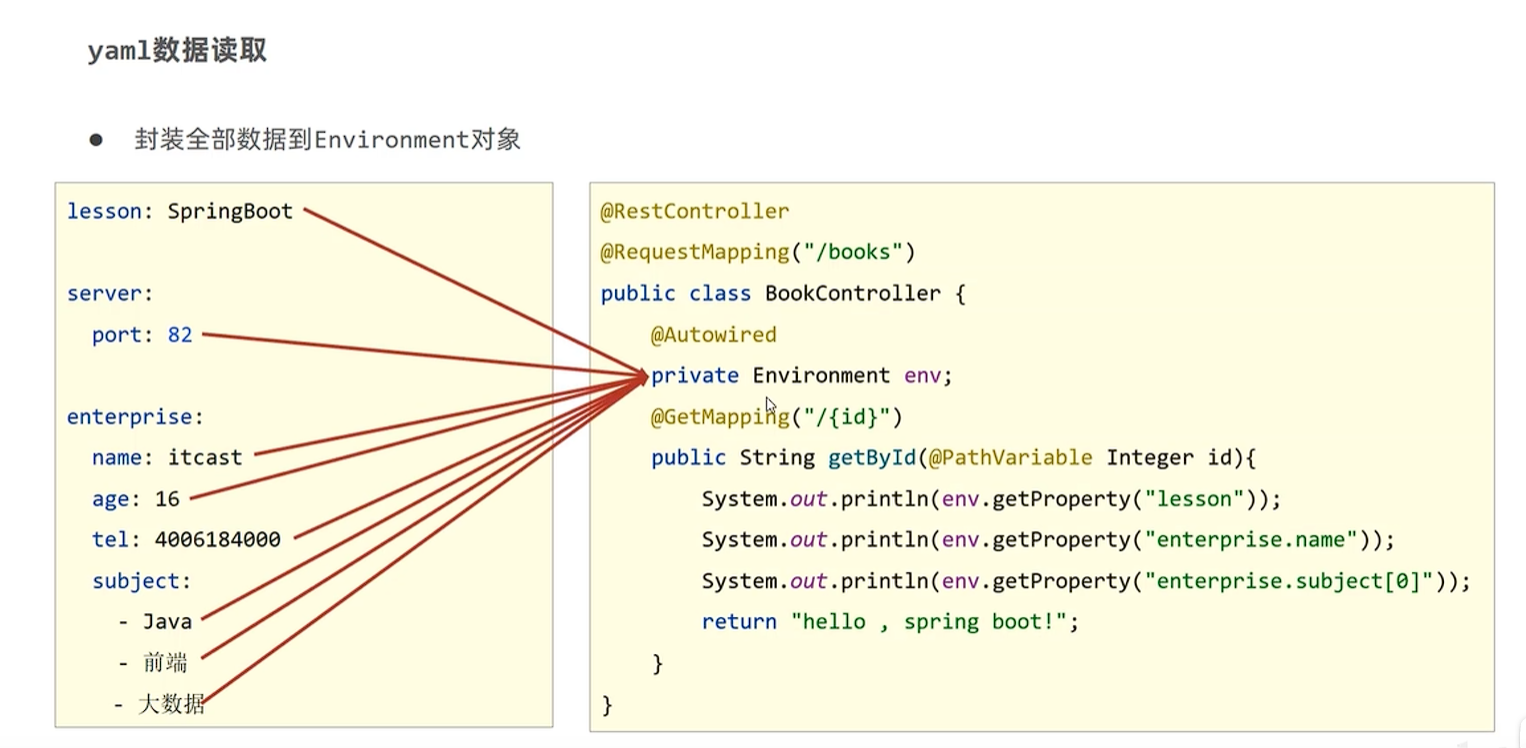 yaml数据读取
● 封装全部数据到Environment对象
lesson: SpringBoot
server:
  port: 82
enterprise:
  name: itcast
  age: 16
  tel: 4006184000
  subject:
    - Java
    - 前端
    - 大数据
@RestController
@RequestMapping("/books")
public class BookController {
    @Autowired
    private Environment env;
    @GetMapping("/{id}")
    public String getById(@PathVariable Integer id){
        System.out.println(env.getProperty("lesson"));
        System.out.println(env.getProperty("enterprise.name"));
        System.out.println(env.getProperty("enterprise.subject[0]"));
        return "hello , spring boot!";
    }
}